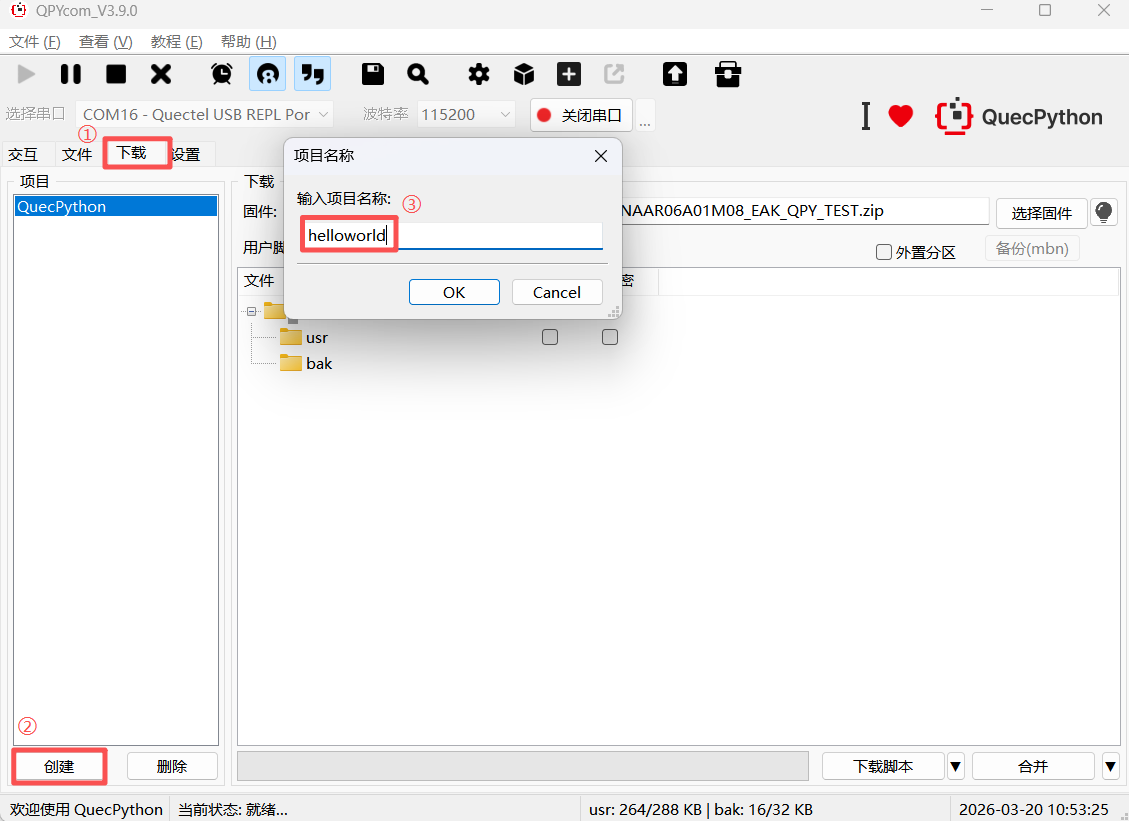 QPYcom_V3.9.0
文件 (F) 查看 (V) 教程 (E) 帮助 (H)
选择串口 COM16 - Quectel USB REPL Por 波特率 115200 关闭串口 ... I QuecPython
①
交互 文件 下载 设置
项目名称
项目 下载
QuecPython
输入项目名称: ③
固件: NAAR06A01M08_EAK_QPY_TEST.zip 选择固件
helloworld
用户脚 外置分区 备份(mbn)
文件 密
OK Cancel
usr
bak
②
创建 删除 下载脚本 合并
欢迎使用 QuecPython 当前状态: 就绪... usr: 264/288 KB | bak: 16/32 KB 2026-03-20 10:53:25